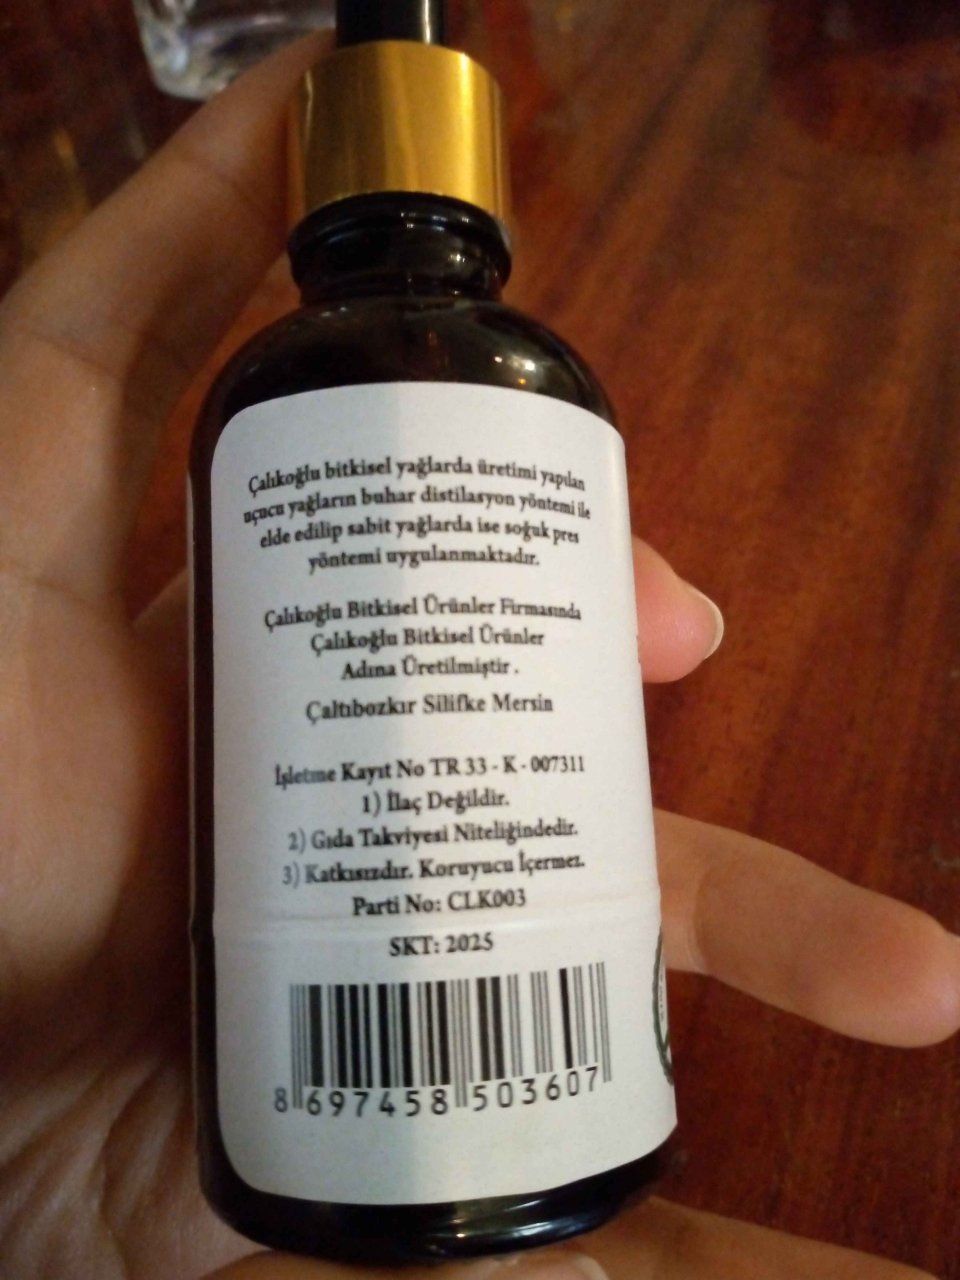 Çalıkoğlu bitkisel yağlarda üretimi yapılan
uçucu yağların buhar distilasyon yöntemi ile
elde edilip sabit yağlarda ise soğuk pres
yöntemi uygulanmaktadır.
Çalıkoğlu Bitkisel Ürünler Firmasında
Çalıkoğlu Bitkisel Ürünler
Adına Üretilmiştir .
Çaltıbozkır Silifke Mersin
İşletme Kayıt No TR 33 - K - 007311
1) İlaç Değildir.
2) Gıda Takviyesi Niteliğindedir.
3) Katkısızdır. Koruyucu İçermez.
Parti No: CLK003
SKT: 2025
8 697458 503607